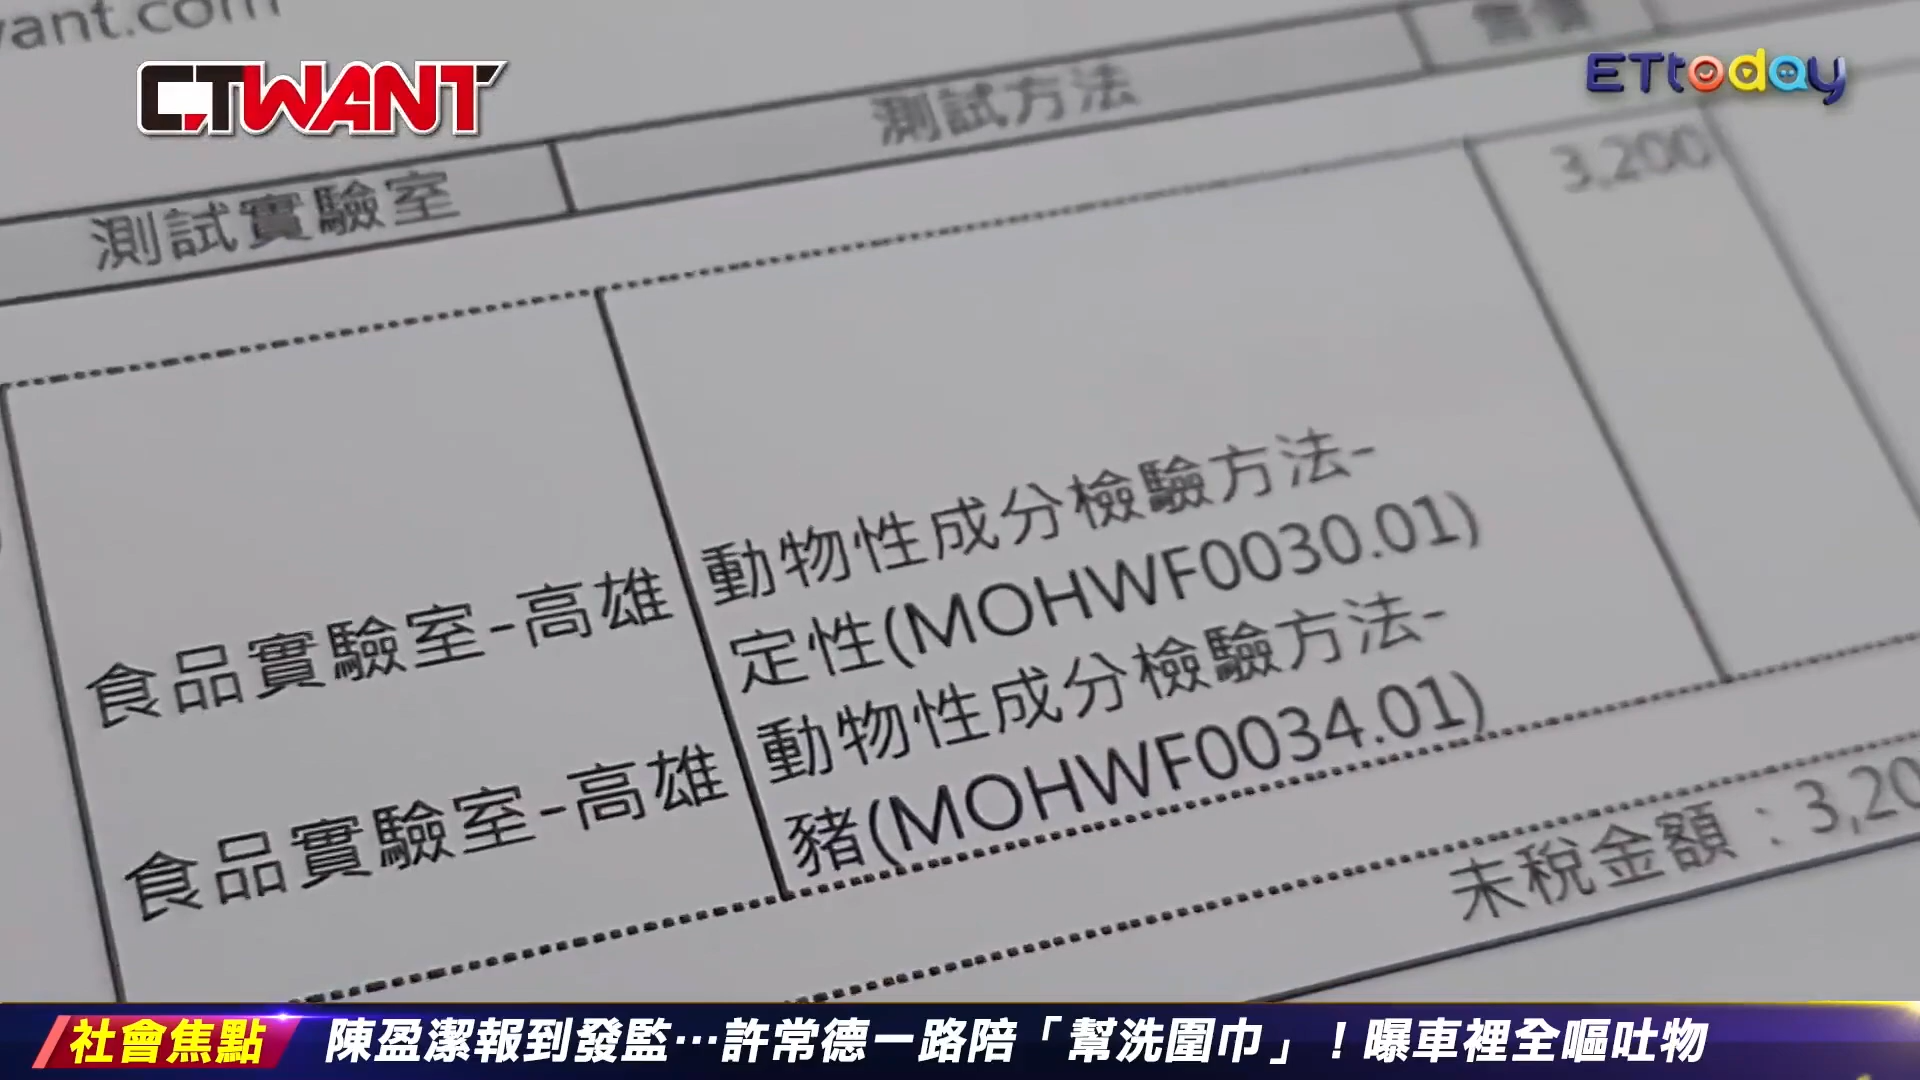 want.com
CTWANT
ETtoday
售價
測試方法
測試實驗室
3,200
動物性成分檢驗方法-
定性(MOHWF0030.01)
食品實驗室-高雄
動物性成分檢驗方法-
豬(MOHWF0034.01)
食品實驗室-高雄
未稅金額：3,20
社會焦點
陳盈潔報到發監…許常德一路陪「幫洗圍巾」！曝車裡全嘔吐物